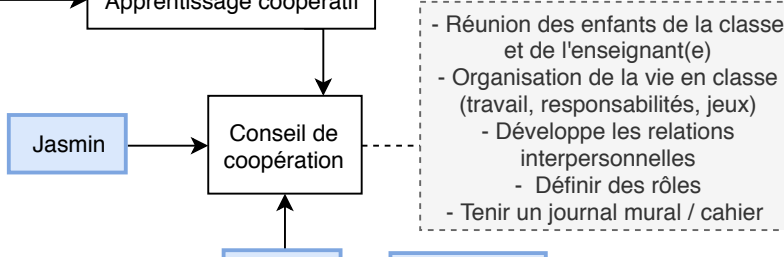 Apprentissage coopératif
- Réunion des enfants de la classe
et de l'enseignant(e)
- Organisation de la vie en classe
(travail, responsabilités, jeux)
- Développe les relations
interpersonnelles
- Définir des rôles
- Tenir un journal mural / cahier
Jasmin
Conseil de
coopération